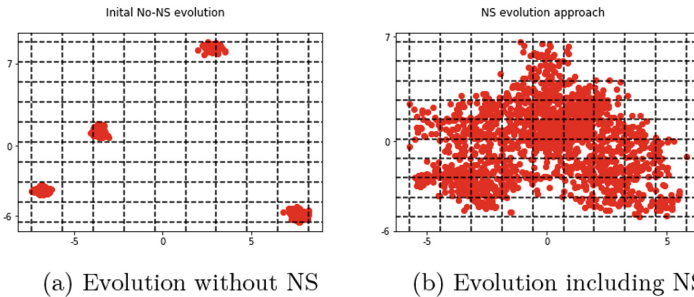 Inital No-NS evolution
7
0
-6
-5 0 5
(a) Evolution without NS
NS evolution approach
7
0
-6
-5 0 5
(b) Evolution including NS